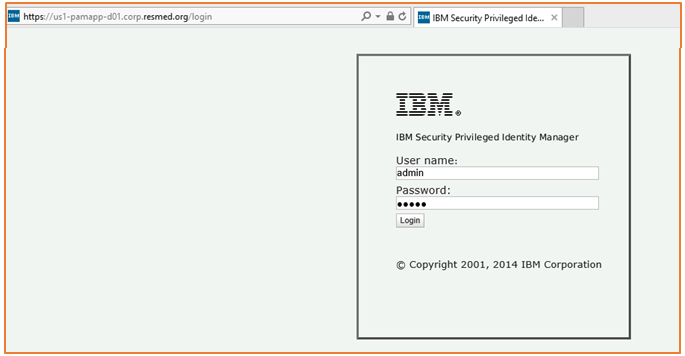 https://us1-pamapp-d01.corp.resmed.org/login
IBM Security Privileged Ide...
IBM
IBM Security Privileged Identity Manager
User name:
admin
Password:
•••••
Login
© Copyright 2001, 2014 IBM Corporation